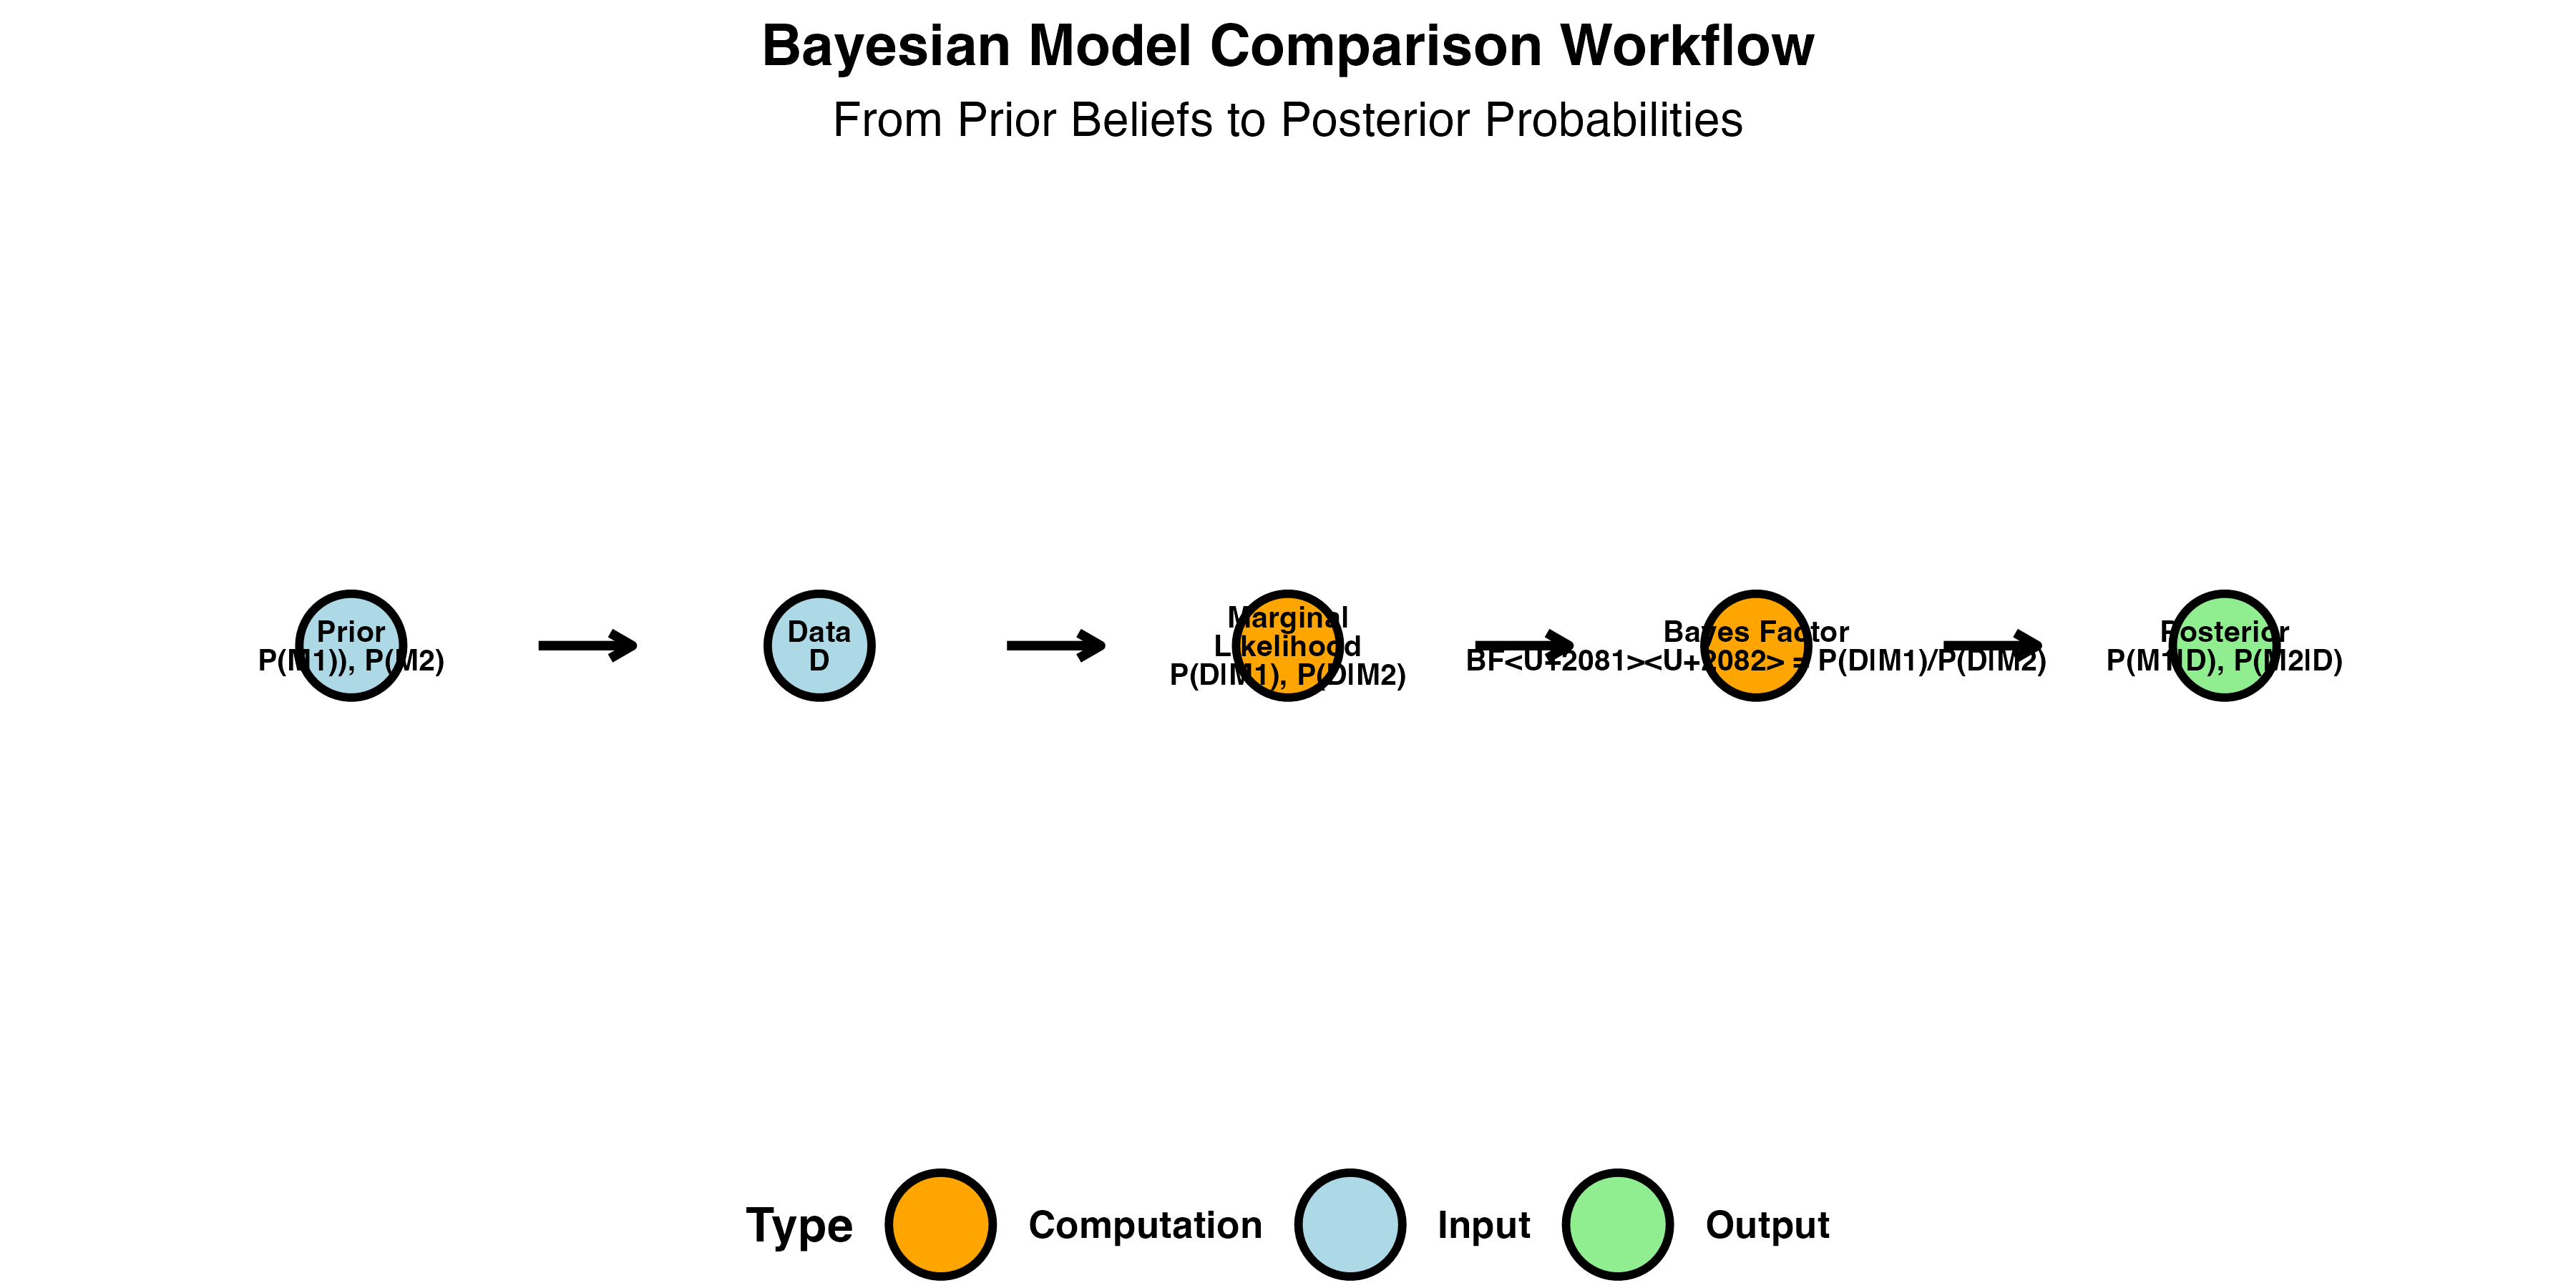 Bayesian Model Comparison Workflow
From Prior Beliefs to Posterior Probabilities
Prior
P(M1)), P(M2)
Data
D
Marginal
Likelihood
P(D|M1), P(D|M2)
Bayes Factor
BF<U+2081><U+2082> = P(D|M1)/P(D|M2)
Posterior
P(M1|D), P(M2|D)
Type
Computation
Input
Output